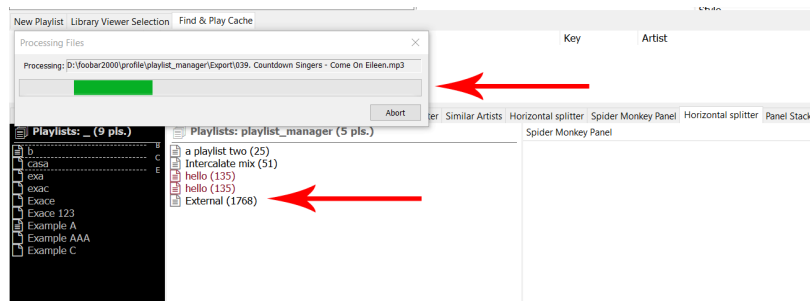 Style
New Playlist Library Viewer Selection Find & Play Cache
Processing Files
Key Artist
Processing: D:\foobar2000\profile\playlist_manager\Export\039. Countdown Singers - Come On Eileen.mp3
Abort
Similar Artists Horizontal splitter Spider Monkey Panel Horizontal splitter Panel Stack
Playlists: _ (9 pls.)
Playlists: playlist_manager (5 pls.)
Spider Monkey Panel
B
b
C
casa
E
exa
exac
Exace
Exace 123
Example A
Example AAA
Example C
a playlist two (25)
Intercalate mix (51)
hello (135)
hello (135)
External (1768)